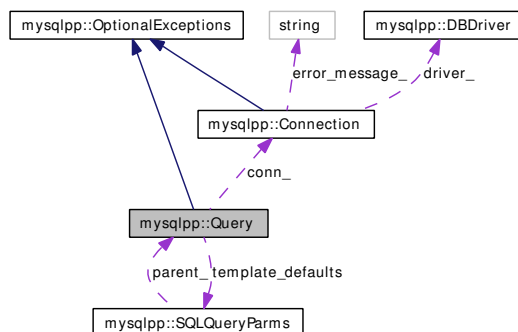 mysqlpp::OptionalExceptions
string
mysqlpp::DBDriver
error_message_
driver_
mysqlpp::Connection
conn_
mysqlpp::Query
parent_
template_defaults
mysqlpp::SQLQueryParms